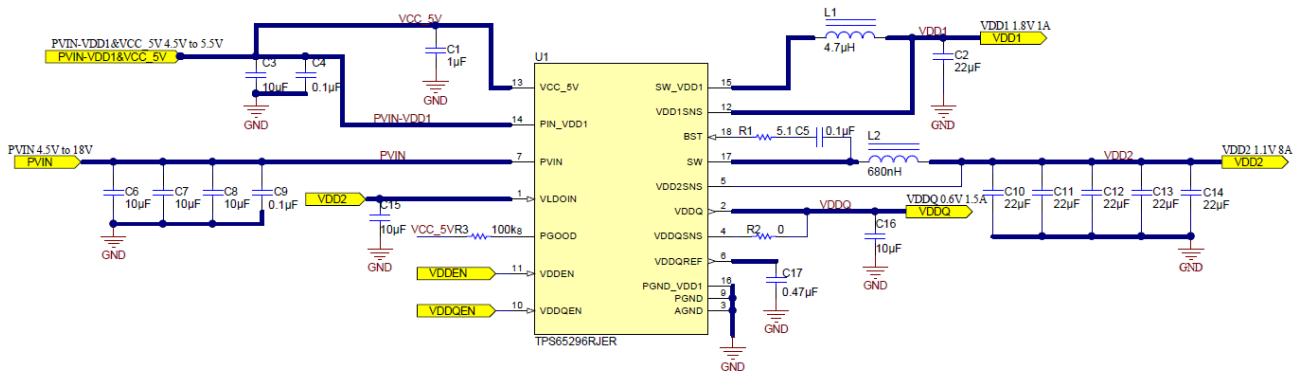 VCC_5V
L1
VDD1 1.8V 1A
PVIN-VDD1&VCC_5V 4.5V to 5.5V
PVIN-VDD1&VCC_5V
C1
1µF
4.7µH
VDD1
VDD1
C2
22µF
U1
C3
10µF
C4
0.1µF
GND
GND
GND
13
VCC_5V
SW_VDD1
15
VDD1SNS
12
14
PIN_VDD1
PVIN-VDD1
BST
18
R1
5.1
C5
0.1µF
L2
PVIN 4.5V to 18V
PVIN
PVIN
7
PVIN
SW
17
680nH
VDD2
VDD2 1.1V 8A
VDD2
C6
10µF
C7
10µF
C8
10µF
C9
0.1µF
GND
VDD2
C15
10µF
GND
1
VLDOIN
VDD2SNS
5
C10
22µF
C11
22µF
C12
22µF
C13
22µF
C14
22µF
GND
VDDQ
2
VDDQ
VDDQ 0.6V 1.5A
VDDQ
VCC_5V
R3
100k
8
PGOOD
VDDQSNS
4
R2
0
C16
10µF
GND
VDDEN
11
VDDEN
VDDQREF
6
C17
0.47µF
GND
PGND_VDD1
16
PGND
9
AGND
3
VDDQEN
10
VDDQEN
TPS65296RJER
GND